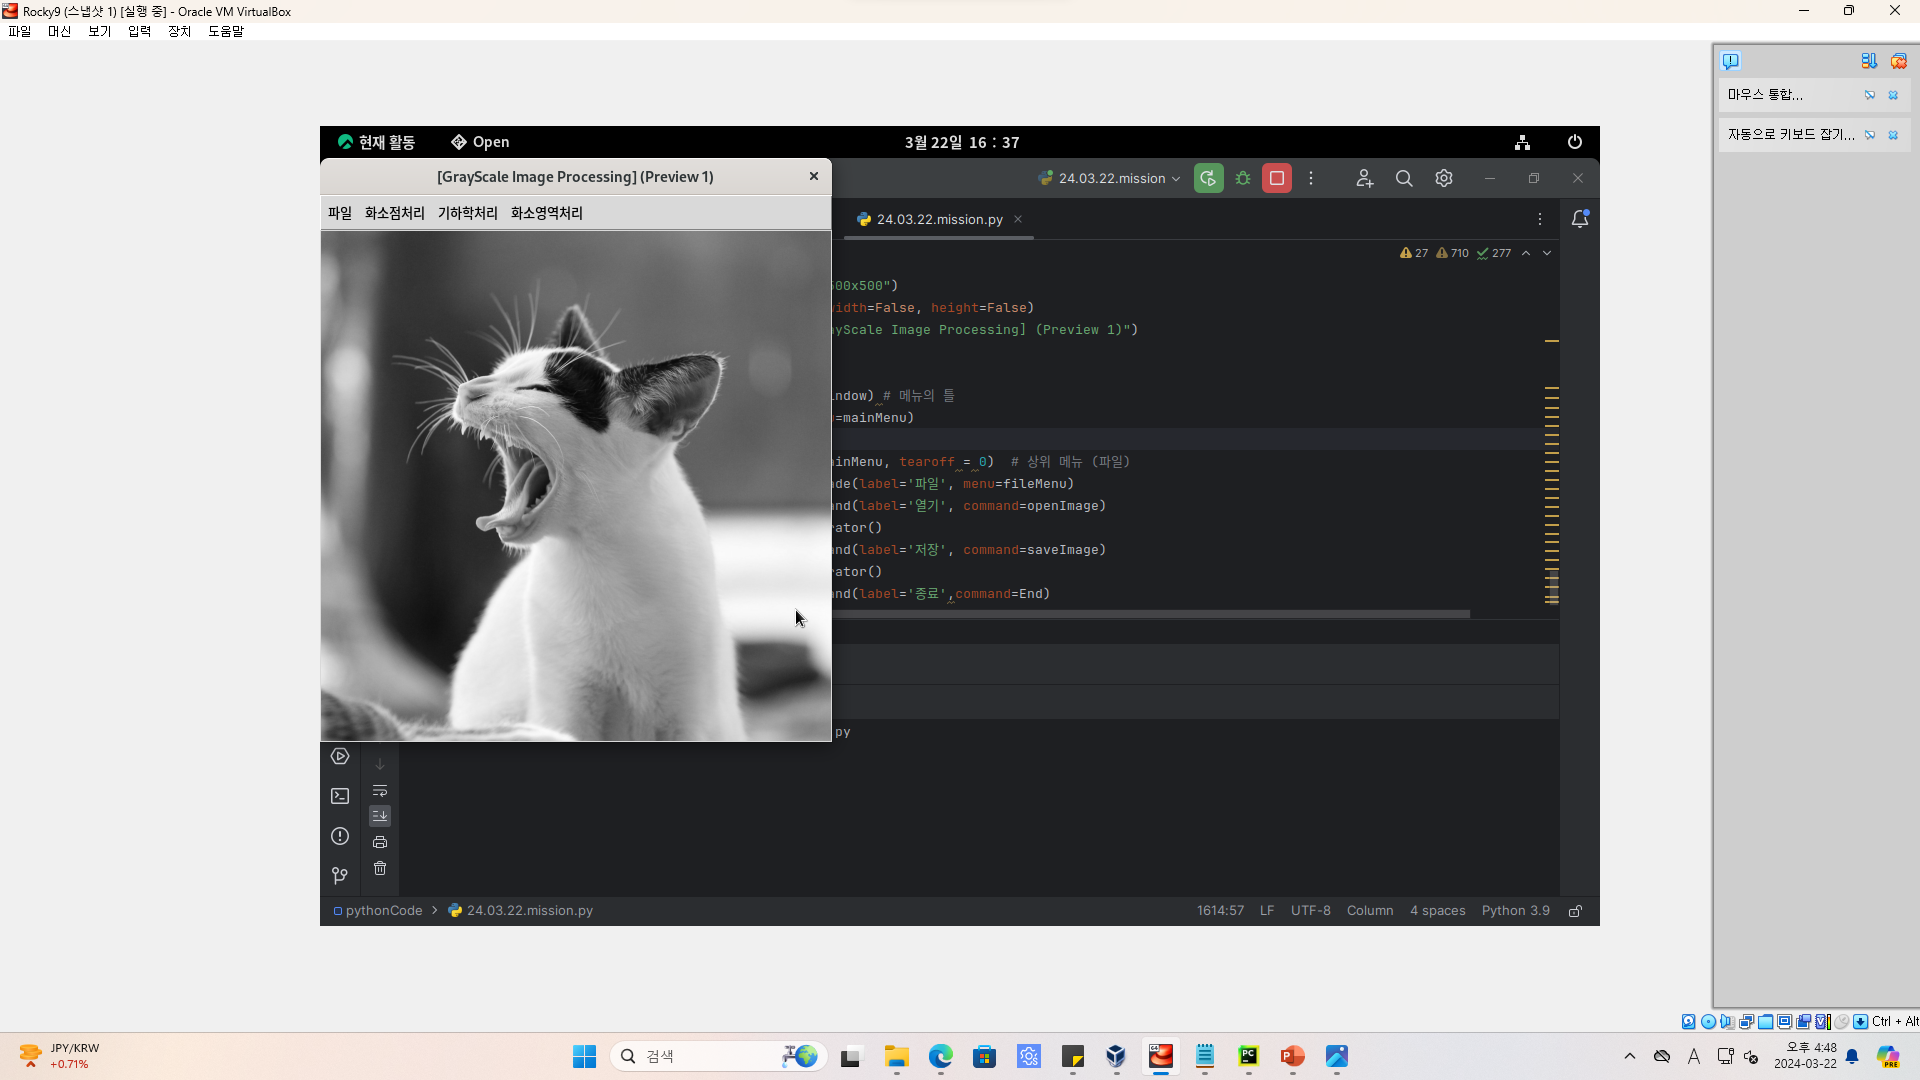 Rocky9 (스냅샷 1) [실행 중] - Oracle VM VirtualBox
파일 머신 보기 입력 장치 도움말
마우스 통합...
자동으로 키보드 잡기...
현재 활동 Open 3월 22일 16 : 37
[GrayScale Image Processing] (Preview 1)
24.03.22.mission
파일 화소점처리 기하학처리 화소영역처리
24.03.22.mission.py
27 710 277
00x500")
width=False, height=False)
yScale Image Processing] (Preview 1)")
ndow) # 메뉴의 틀
=mainMenu)
ainMenu, tearoff = 0) # 상위 메뉴 (파일)
ade(label='파일', menu=fileMenu)
and(label='열기', command=openImage)
rator()
and(label='저장', command=saveImage)
rator()
and(label='종료',command=End)
py
pythonCode > 24.03.22.mission.py
1614:57 LF UTF-8 Column 4 spaces Python 3.9
Ctrl + Alt
JPY/KRW
+0.71%
검색
A
오후 4:48
2024-03-22